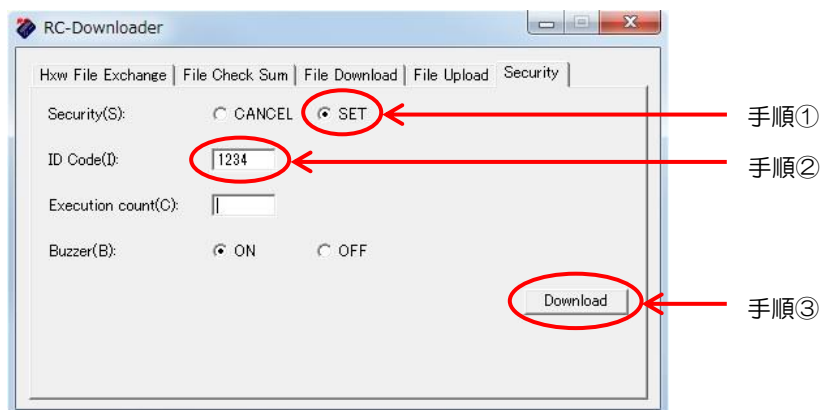 RC-Downloader
Hxw File Exchange File Check Sum File Download File Upload Security
Security(S): CANCEL SET
手順①
ID Code(I): 1234
手順②
Execution count(C):
Buzzer(B): ON OFF
Download
手順③